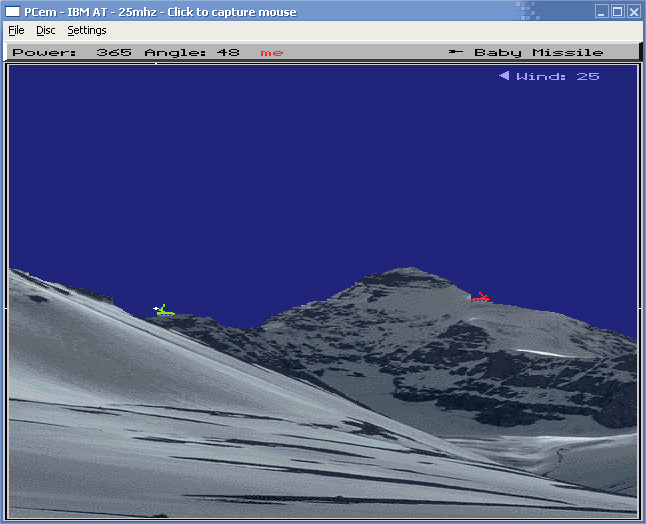 PCem - IBM AT - 25mhz - Click to capture mouse
File Disc Settings
Power: 365 Angle: 48 me Baby Missile
Wind: 25